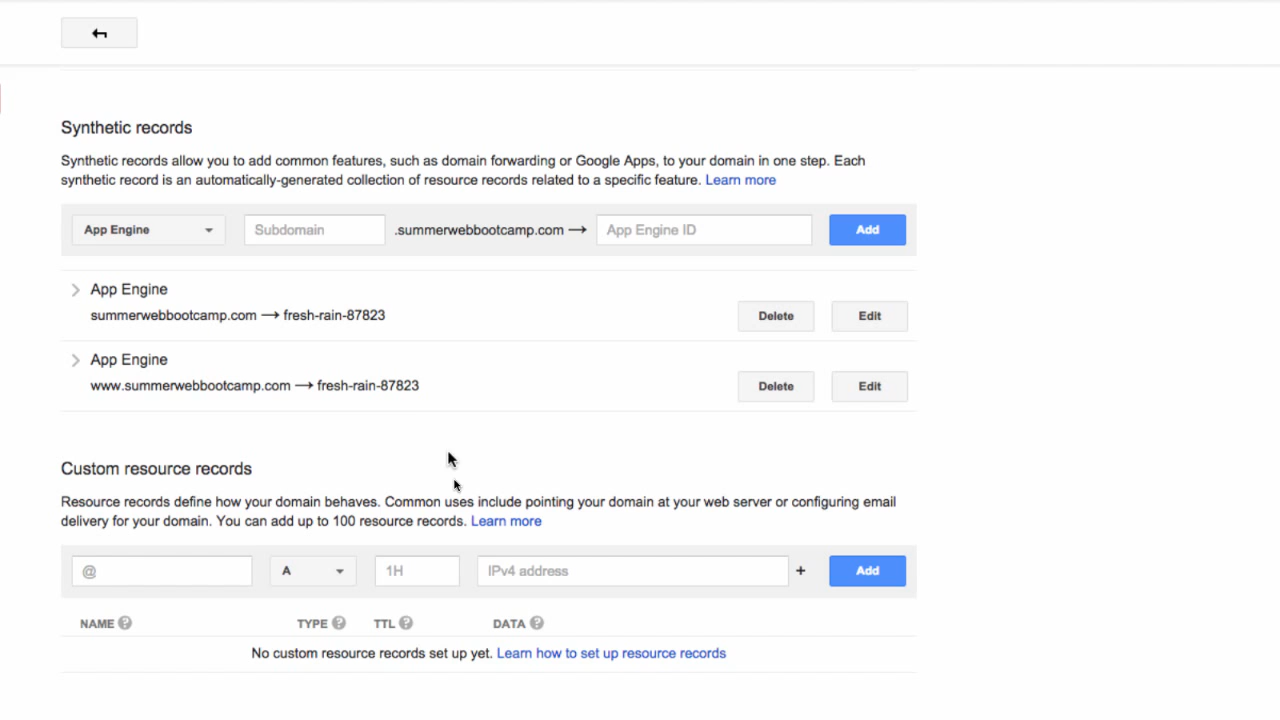 Synthetic records
Synthetic records allow you to add common features, such as domain forwarding or Google Apps, to your domain in one step. Each
synthetic record is an automatically-generated collection of resource records related to a specific feature. Learn more
App Engine Subdomain .summerwebbootcamp.com → App Engine ID Add
App Engine
summerwebbootcamp.com → fresh-rain-87823 Delete Edit
App Engine
www.summerwebbootcamp.com → fresh-rain-87823 Delete Edit
Custom resource records
Resource records define how your domain behaves. Common uses include pointing your domain at your web server or configuring email
delivery for your domain. You can add up to 100 resource records. Learn more
@ A 1H IPv4 address + Add
NAME ? TYPE ? TTL ? DATA ?
No custom resource records set up yet. Learn how to set up resource records